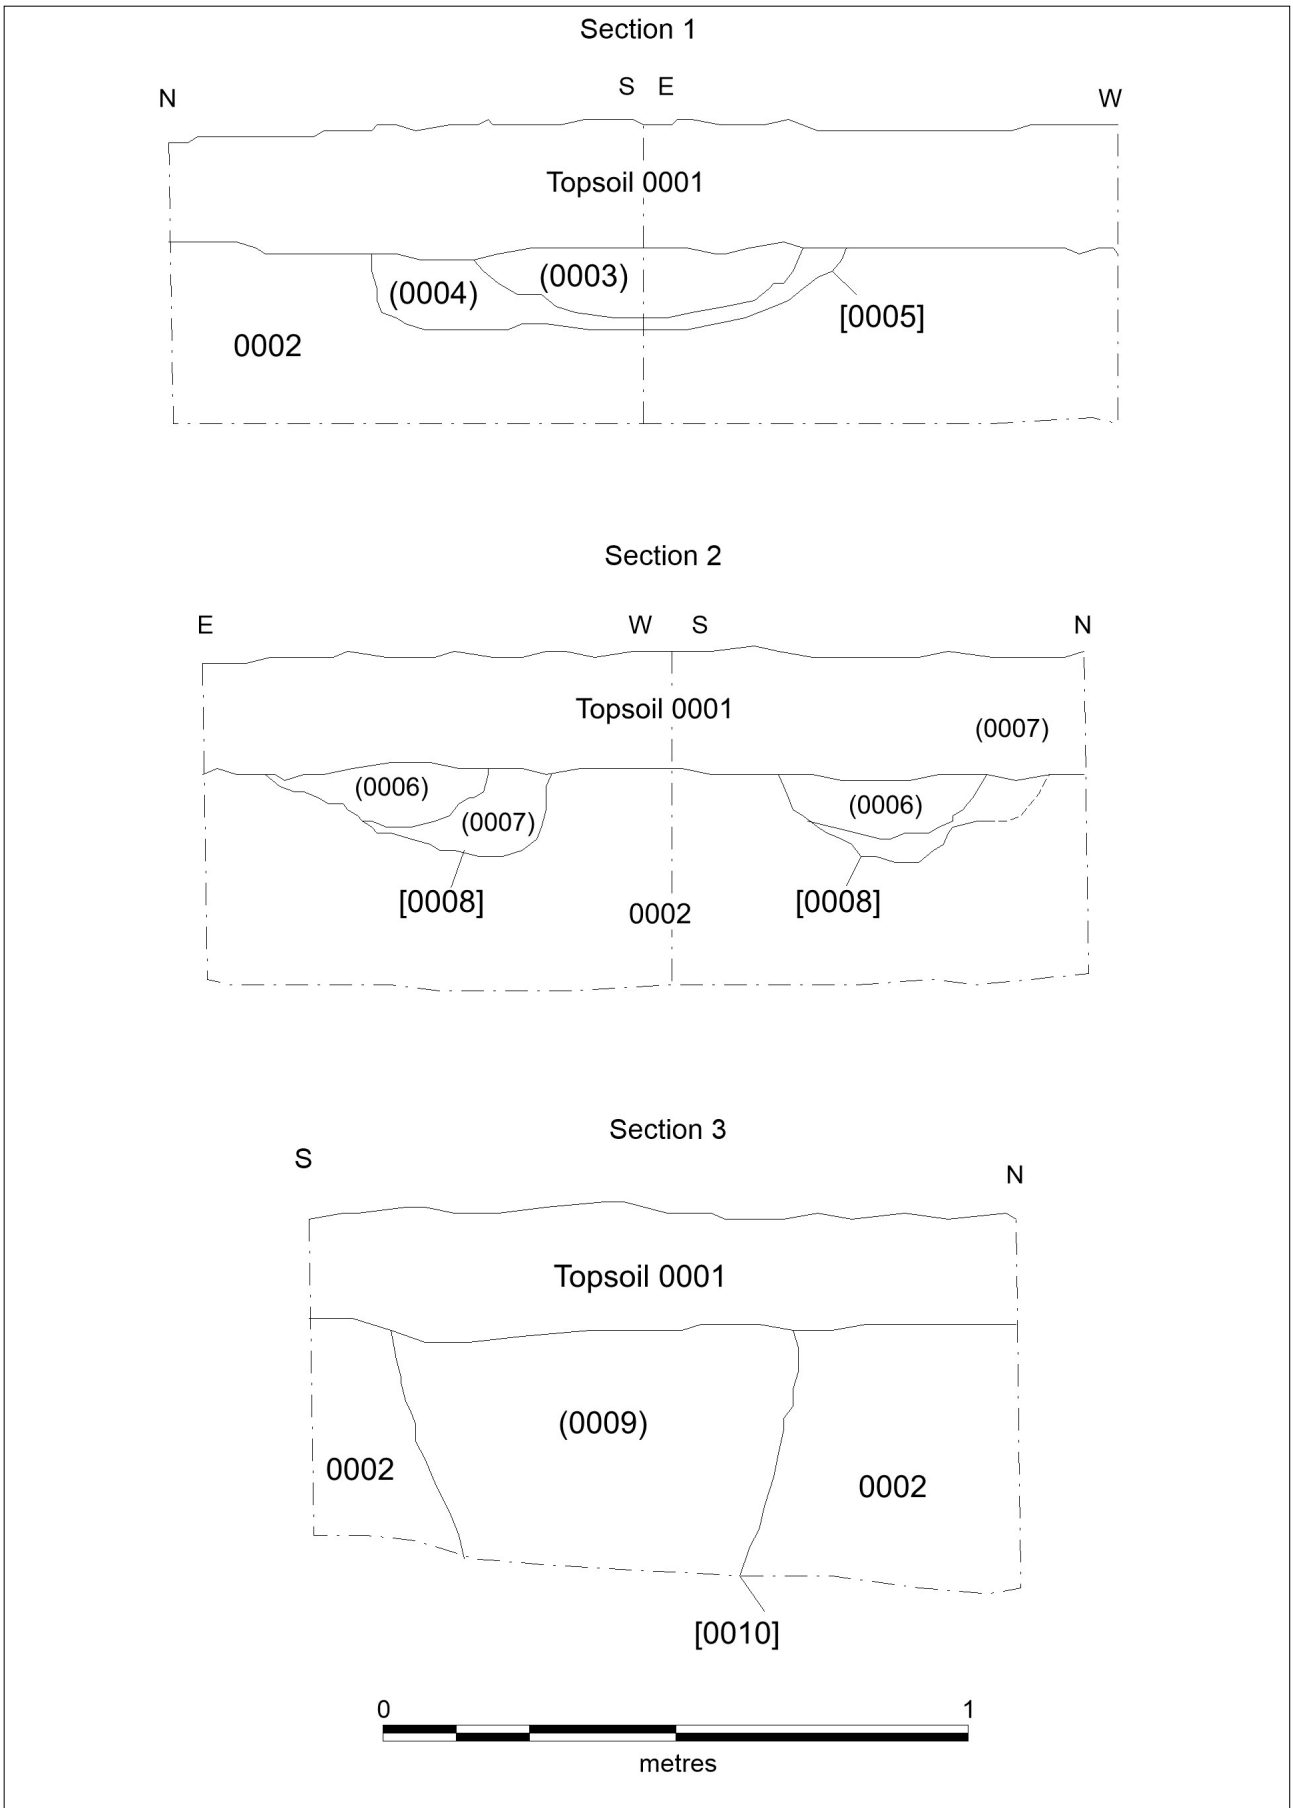 Section 1
N S E W
Topsoil 0001
(0003)
(0004)
[0005]
0002
Section 2
E W S N
Topsoil 0001
(0007)
(0006)
(0006)
(0007)
[0008]
[0008]
0002
Section 3
S
N
Topsoil 0001
(0009)
0002
0002
[0010]
0 1
metres